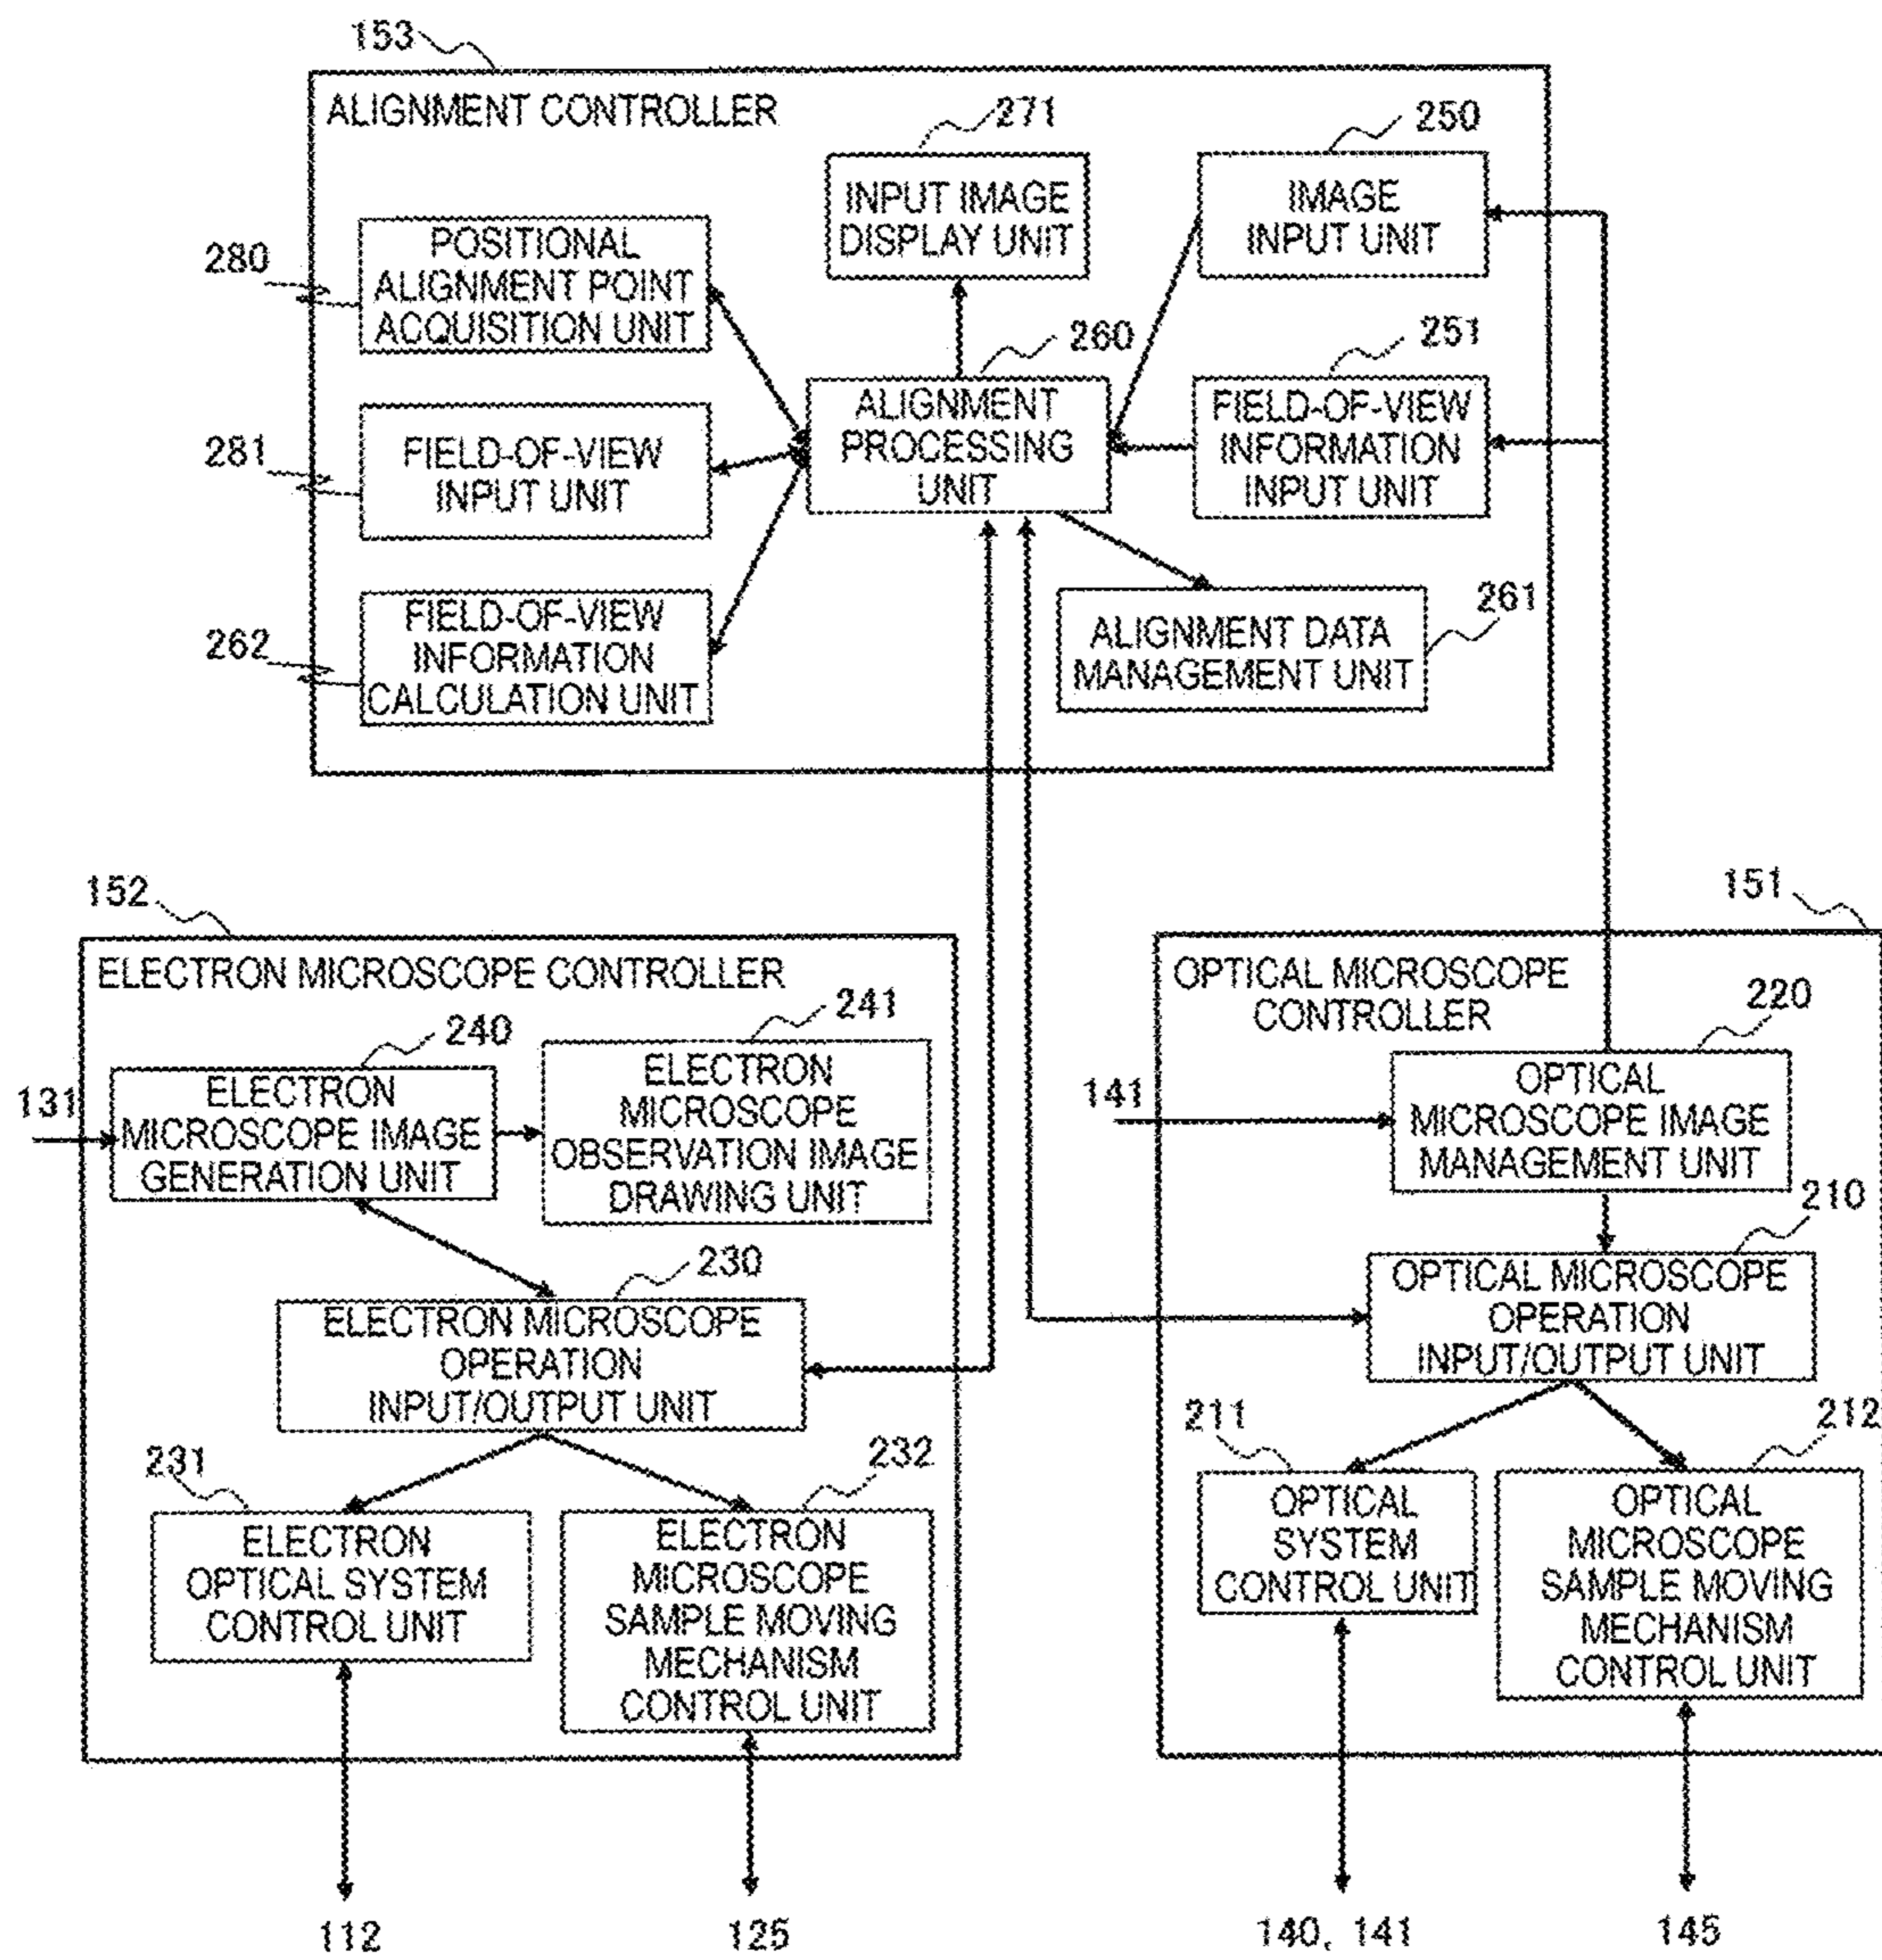 153
ALIGNMENT CONTROLLER
271
250
INPUT IMAGE
DISPLAY UNIT
IMAGE
INPUT UNIT
280
POSITIONAL
ALIGNMENT POINT
ACQUISITION UNIT
260
251
ALIGNMENT
PROCESSING
UNIT
FIELD-OF-VIEW
INFORMATION
INPUT UNIT
281
FIELD-OF-VIEW
INPUT UNIT
262
FIELD-OF-VIEW
INFORMATION
CALCULATION UNIT
261
ALIGNMENT DATA
MANAGEMENT UNIT
152
ELECTRON MICROSCOPE CONTROLLER
240
241
131
ELECTRON
MICROSCOPE IMAGE
GENERATION UNIT
ELECTRON
MICROSCOPE
OBSERVATION IMAGE
DRAWING UNIT
230
ELECTRON MICROSCOPE
OPERATION
INPUT/OUTPUT UNIT
231
232
ELECTRON
OPTICAL SYSTEM
CONTROL UNIT
ELECTRON
MICROSCOPE
SAMPLE MOVING
MECHANISM
CONTROL UNIT
112
125
151
OPTICAL MICROSCOPE
CONTROLLER
220
141
OPTICAL
MICROSCOPE IMAGE
MANAGEMENT UNIT
210
OPTICAL MICROSCOPE
OPERATION
INPUT/OUTPUT UNIT
211
212
OPTICAL
SYSTEM
CONTROL UNIT
OPTICAL
MICROSCOPE
SAMPLE MOVING
MECHANISM
CONTROL UNIT
140, 141
145